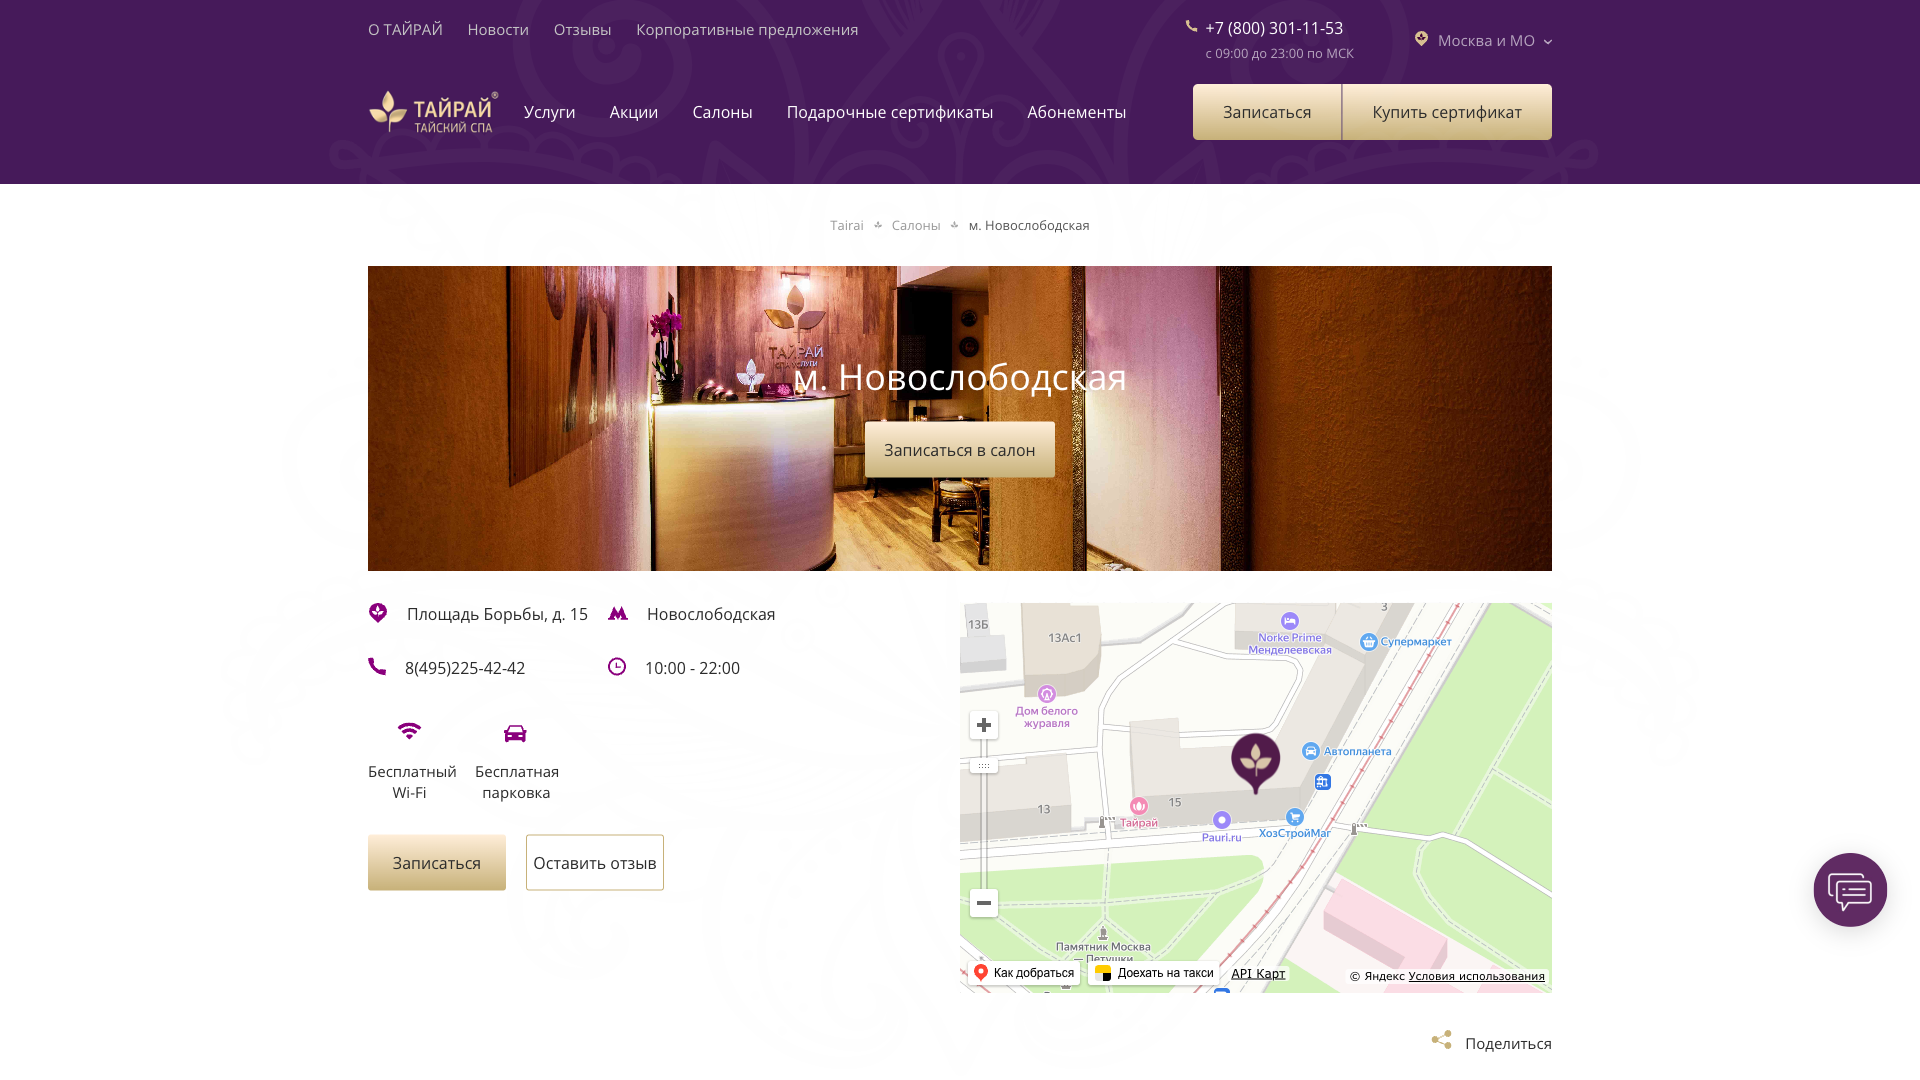 О ТАЙРАЙ
Новости
Отзывы
Корпоративные предложения
+7 (800) 301-11-53
с 09:00 до 23:00 по МСК
Москва и МО
ТАЙРАЙ®
ТАЙСКИЙ СПА
Услуги
Акции
Салоны
Подарочные сертификаты
Абонементы
Записаться
Купить сертификат
Tairai
Салоны
м. Новослободская
ТАЙРАЙ
м. Новослободская
Записаться в салон
Площадь Борьбы, д. 15
Новослободская
8(495)225-42-42
10:00 - 22:00
Бесплатный
Wi-Fi
Бесплатная
парковка
Записаться
Оставить отзыв
13Б
13Ас1
3
Norke Prime
Менделеевская
Супермаркет
Дом белого
журавля
Автопланета
13
15
Тайрай
Pauri.ru
ХозСтройМаг
Памятник Москва
— Петушки
Как добраться
Доехать на такси
API Карт
© Яндекс Условия использования
Поделиться